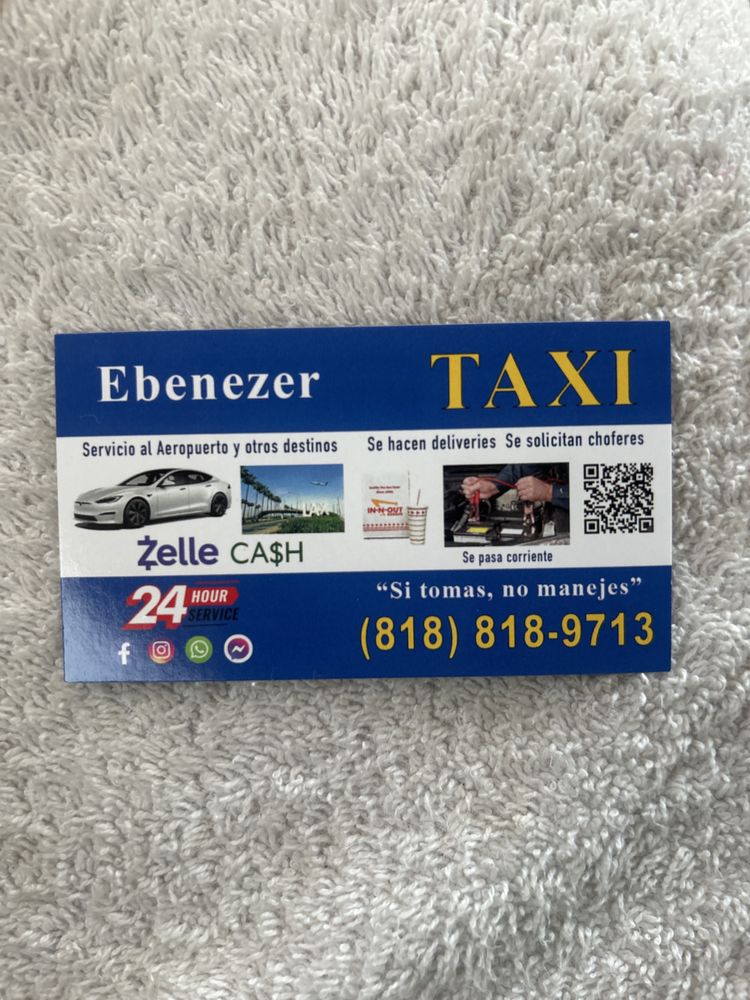 Ebenezer TAXI
Servicio al Aeropuerto y otros destinos
Se hacen deliveries Se solicitan choferes
IN-N-OUT
Zelle CA$H
Se pasa corriente
24 HOUR
SERVICE
“Si tomas, no manejes”
(818) 818-9713